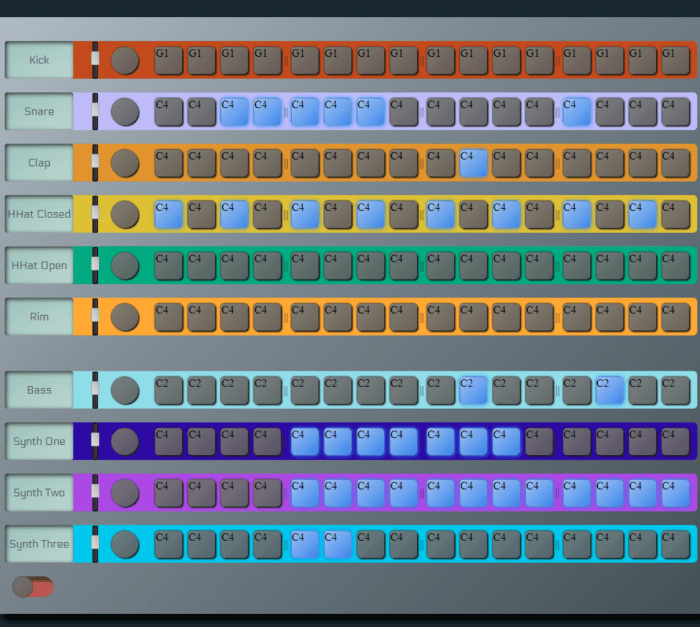 Kick G1 G1 G1 G1 G1 G1 G1 G1 G1 G1 G1 G1 G1 G1 G1 G1
Snare C4 C4 C4 C4 C4 C4 C4 C4 C4 C4 C4 C4 C4 C4 C4 C4
Clap C4 C4 C4 C4 C4 C4 C4 C4 C4 C4 C4 C4 C4 C4 C4 C4
HHat Closed C4 C4 C4 C4 C4 C4 C4 C4 C4 C4 C4 C4 C4 C4 C4 C4
HHat Open C4 C4 C4 C4 C4 C4 C4 C4 C4 C4 C4 C4 C4 C4 C4 C4
Rim C4 C4 C4 C4 C4 C4 C4 C4 C4 C4 C4 C4 C4 C4 C4 C4
Bass C2 C2 C2 C2 C2 C2 C2 C2 C2 C2 C2 C2 C2 C2 C2 C2
Synth One C4 C4 C4 C4 C4 C4 C4 C4 C4 C4 C4 C4 C4 C4 C4 C4
Synth Two C4 C4 C4 C4 C4 C4 C4 C4 C4 C4 C4 C4 C4 C4 C4 C4
Synth Three C4 C4 C4 C4 C4 C4 C4 C4 C4 C4 C4 C4 C4 C4 C4 C4